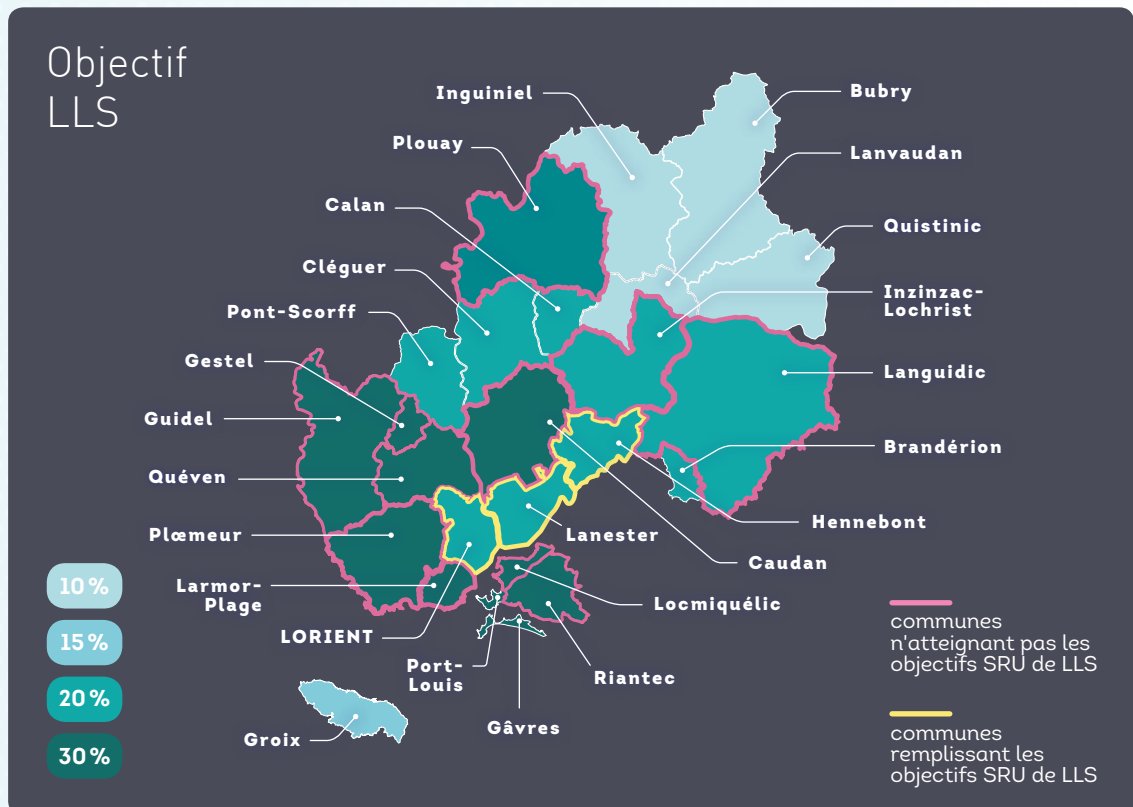 Objectif
LLS
Inguiniel
Bubry
Plouay
Lanvaudan
Calan
Quistinic
Cléguer
Inzinzac-
Lochrist
Pont-Scorff
Gestel
Languidic
Guidel
Brandérion
Quéven
Hennebont
Plœmeur
Lanester
Caudan
Larmor-
Plage
Locmiquélic
LORIENT
Port-
Louis
Riantec
Gâvres
Groix
10 %
15 %
20 %
30 %
communes
n'atteignant pas les
objectifs SRU de LLS
communes
remplissant les
objectifs SRU de LLS